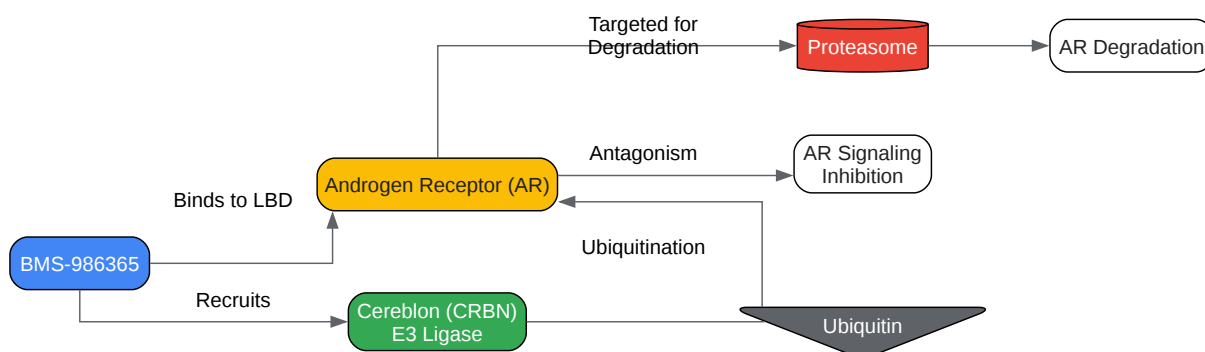 Targeted for
Degradation
Proteasome
AR Degradation
Antagonism
AR Signaling
Inhibition
Androgen Receptor (AR)
Binds to LBD
Ubiquitination
BMS-986365
Recruits
Cereblon (CRBN)
E3 Ligase
Ubiquitin